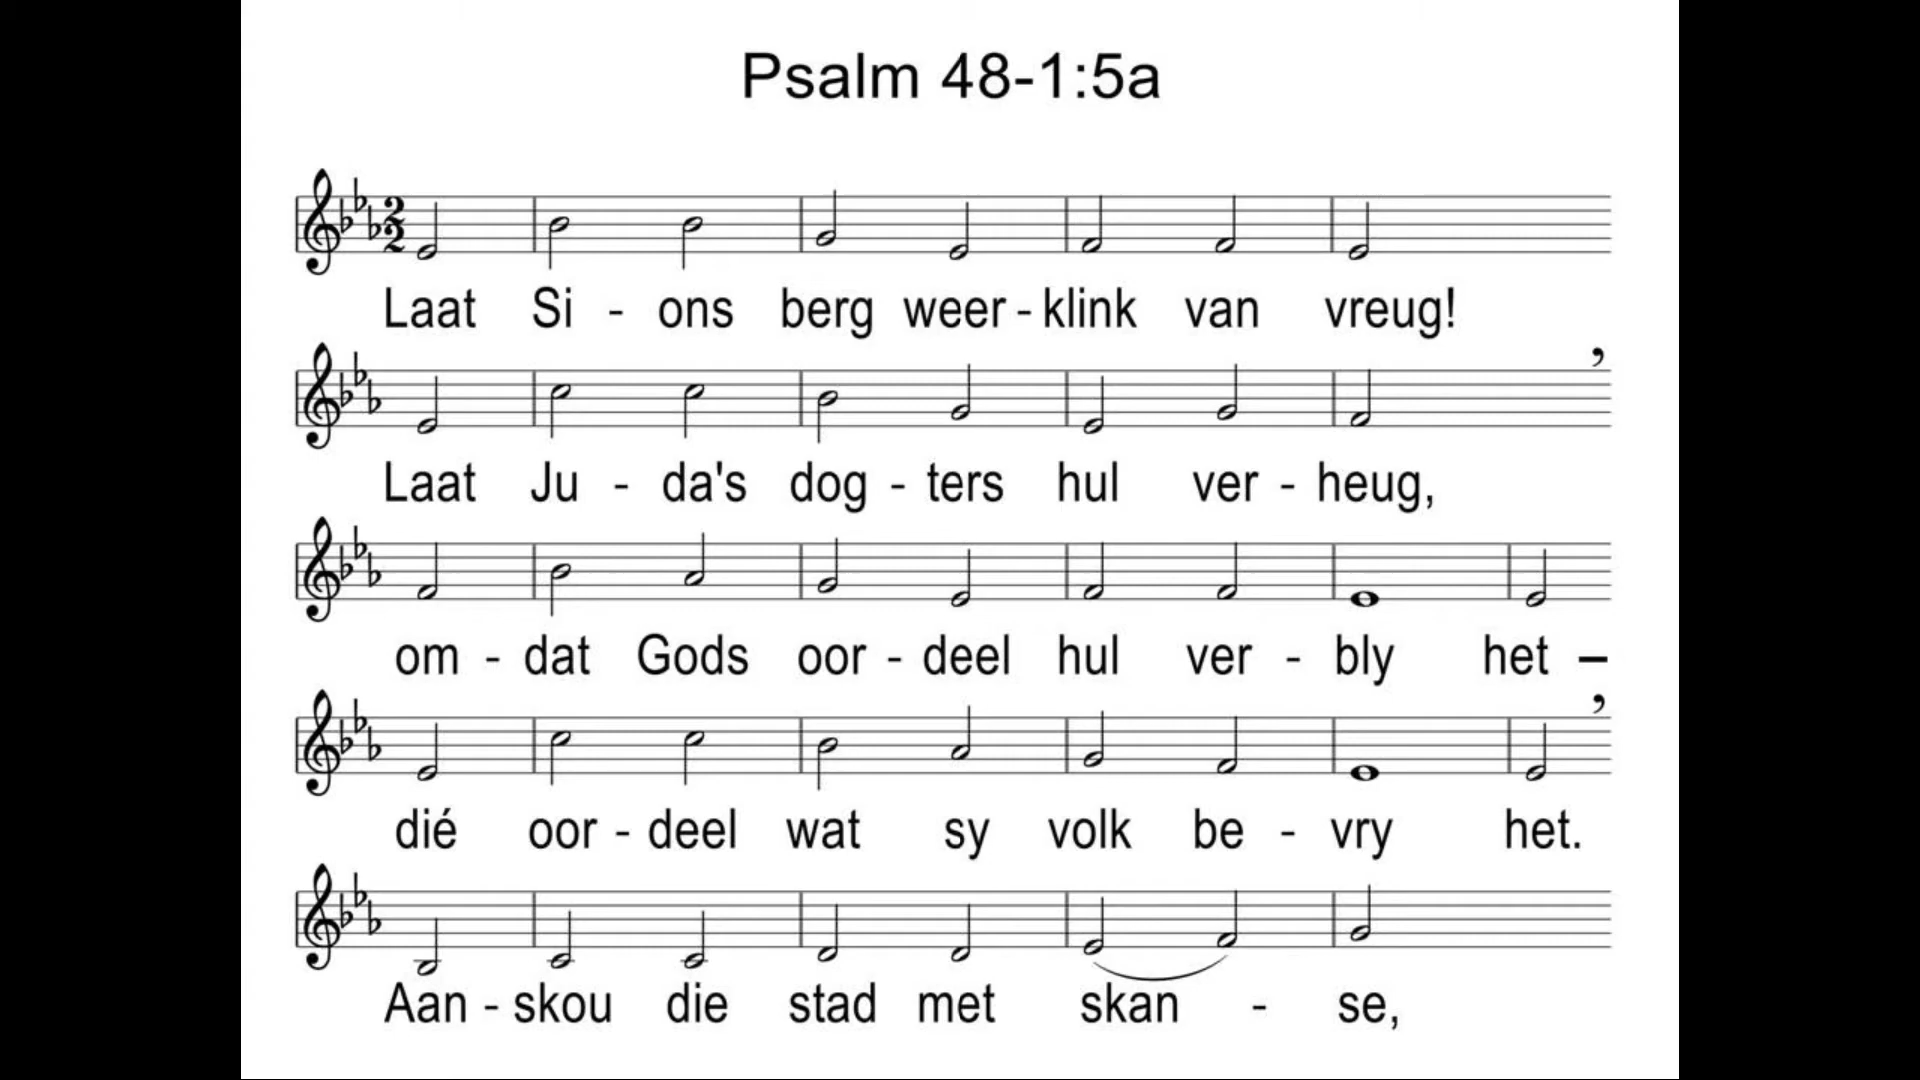 Psalm 48-1:5a
2
2
Laat Si - ons berg weer - klink van vreug!
Laat Ju - da's dog - ters hul ver - heug,
om - dat Gods oor - deel hul ver - bly het –
dié oor - deel wat sy volk be - vry het.
Aan - skou die stad met skan - se,